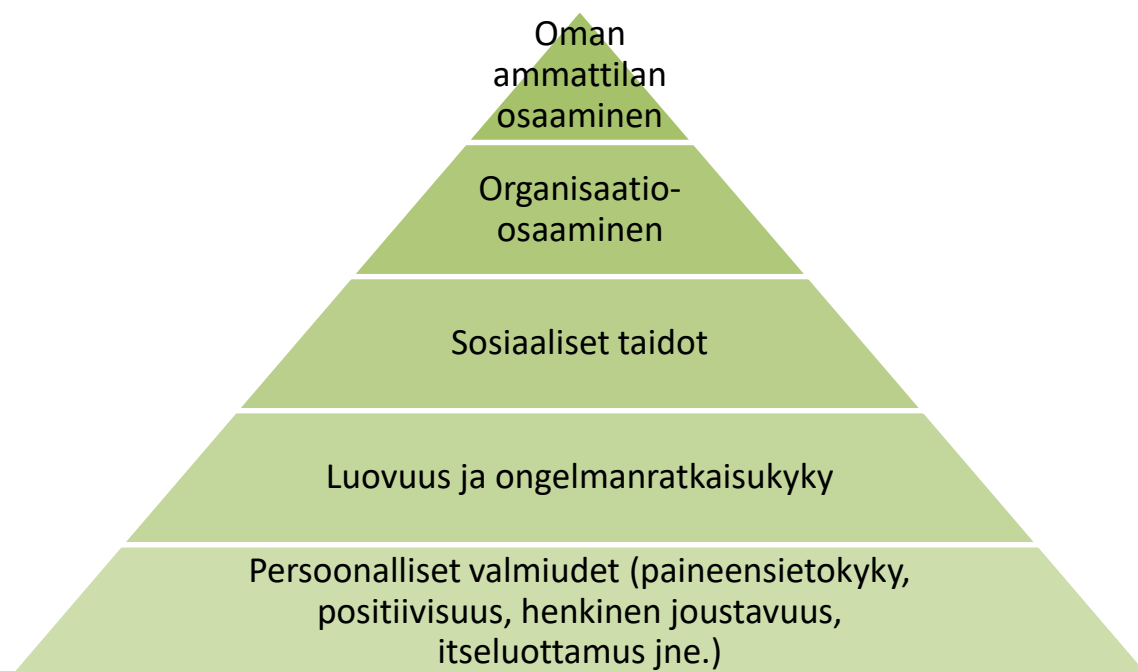 Oman
ammattilan
osaaminen
Organisaatio-
osaaminen
Sosiaaliset taidot
Luovuus ja ongelmanratkaisukyky
Persoonalliset valmiudet (paineensietokyky,
positiivisuus, henkinen joustavuus,
itseluottamus jne.)